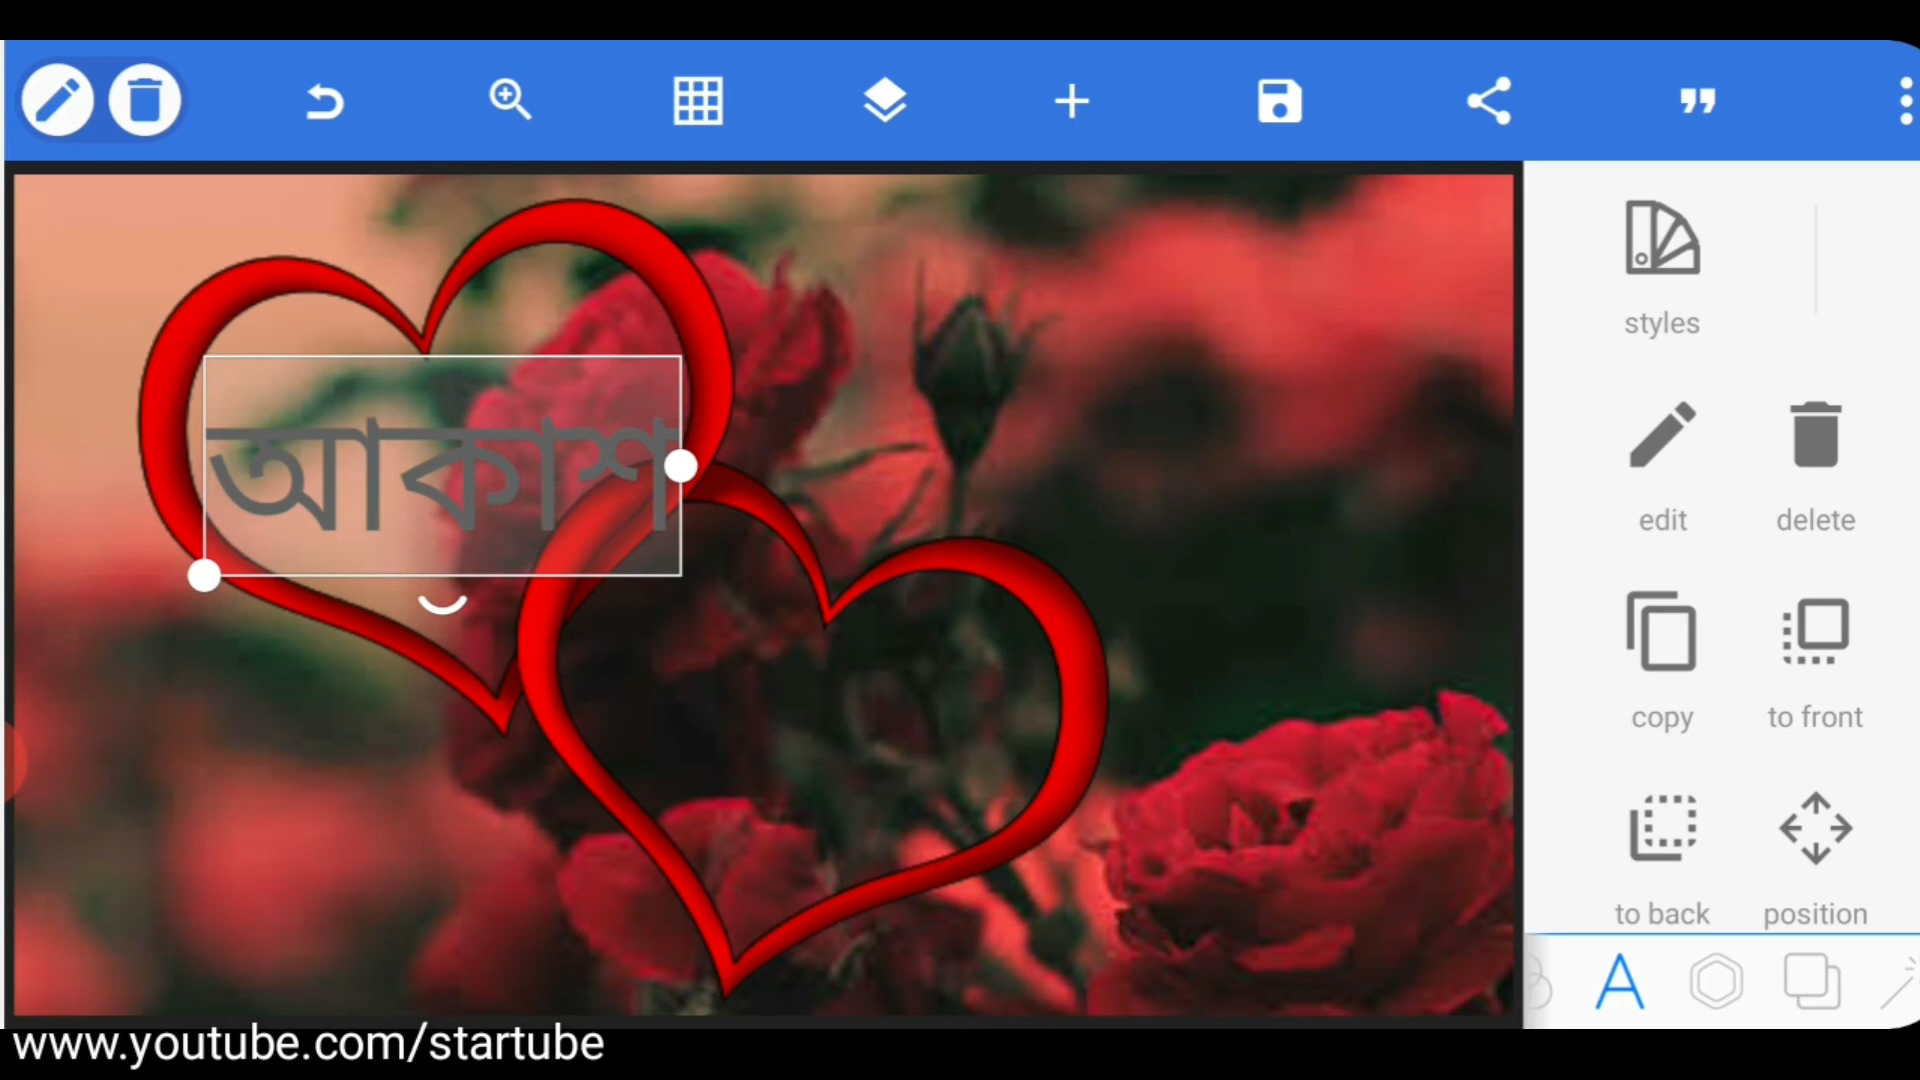 styles
আকাশ
edit delete
copy to front
to back position
www.youtube.com/startube